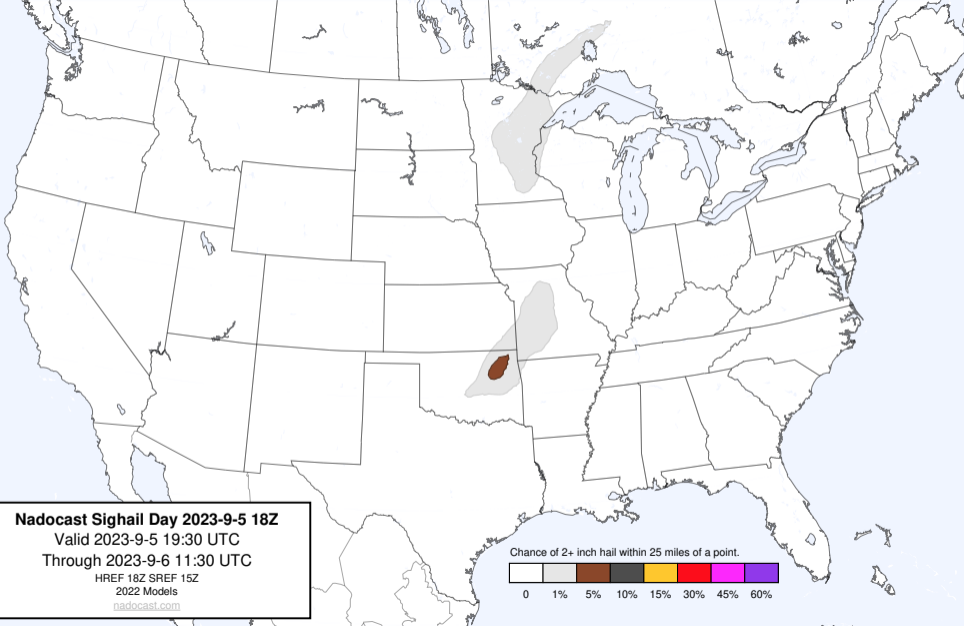 Nadocast Sighail Day 2023-9-5 18Z
Valid 2023-9-5 19:30 UTC
Through 2023-9-6 11:30 UTC
HREF 18Z SREF 15Z
2022 Models
nadocast.com
Chance of 2+ inch hail within 25 miles of a point.
0 1% 5% 10% 15% 30% 45% 60%